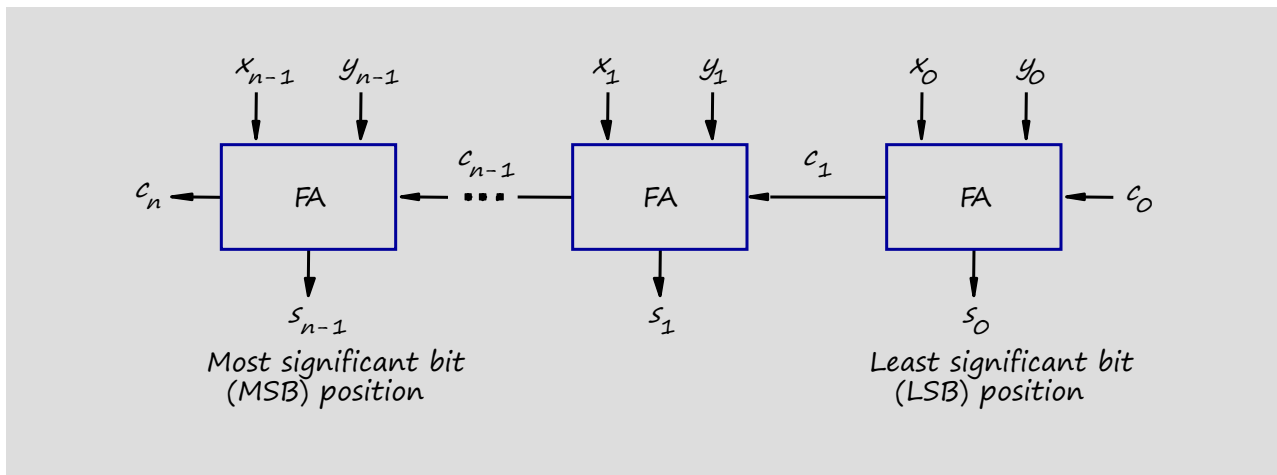 x_{n-1} y_{n-1} x_1 y_1 x_0 y_0
c_{n-1} c_1
c_n FA ... FA FA c_0
s_{n-1} s_1 s_0
Most significant bit Least significant bit
(MSB) position (LSB) position